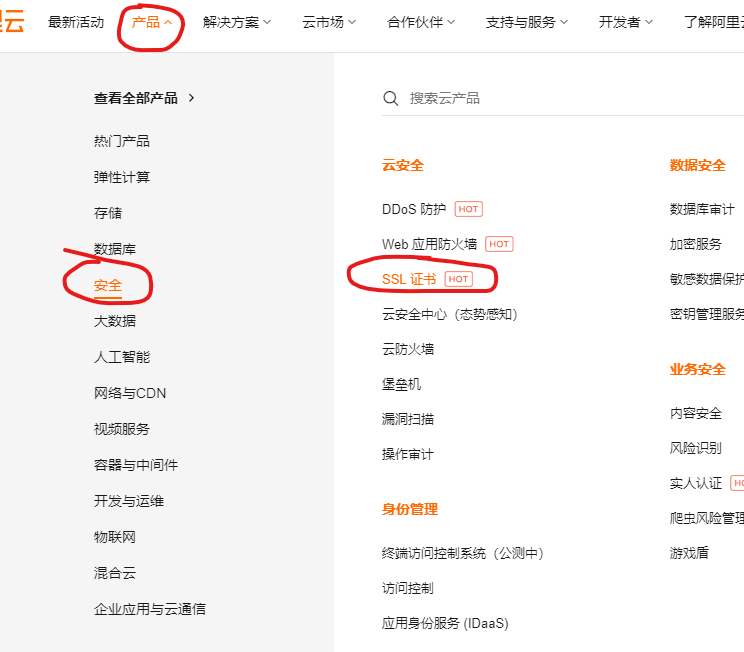 里云 最新活动 产品 解决方案 云市场 合作伙伴 支持与服务 开发者 了解阿里云
查看全部产品 >
热门产品
弹性计算
存储
数据库
安全
大数据
人工智能
网络与CDN
视频服务
容器与中间件
开发与运维
物联网
混合云
企业应用与云通信
搜索云产品
云安全
DDoS 防护 HOT
Web 应用防火墙 HOT
SSL 证书 HOT
云安全中心（态势感知）
云防火墙
堡垒机
漏洞扫描
操作审计
身份管理
终端访问控制系统（公测中）
访问控制
应用身份服务 (IDaaS)
数据安全
数据库审计
加密服务
敏感数据保护
密钥管理服务
业务安全
内容安全
风险识别
实人认证
爬虫风险管理
游戏盾